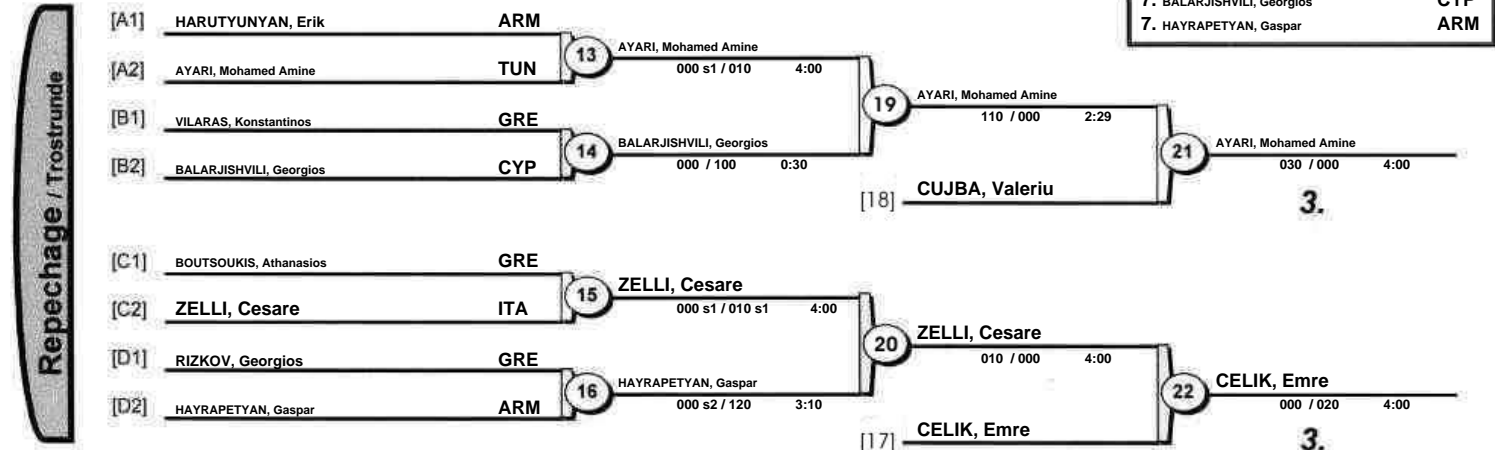 7. BALARJISHVILI, Georgios CYP
7. HAYRAPETYAN, Gaspar ARM
Repechage / Trostrunde
[A1] HARUTYUNYAN, Erik ARM
13 AYARI, Mohamed Amine
000 s1 / 010 4:00
[A2] AYARI, Mohamed Amine TUN
19 AYARI, Mohamed Amine
110 / 000 2:29
[B1] VILARAS, Konstantinos GRE
14 BALARJISHVILI, Georgios
000 / 100 0:30
[B2] BALARJISHVILI, Georgios CYP
21 AYARI, Mohamed Amine
030 / 000 4:00
[18] CUJBA, Valeriu
3.
[C1] BOUTSOUKIS, Athanasios GRE
15 ZELLI, Cesare
000 s1 / 010 s1 4:00
[C2] ZELLI, Cesare ITA
20 ZELLI, Cesare
010 / 000 4:00
[D1] RIZKOV, Georgios GRE
16 HAYRAPETYAN, Gaspar
000 s2 / 120 3:10
[D2] HAYRAPETYAN, Gaspar ARM
22 CELIK, Emre
000 / 020 4:00
[17] CELIK, Emre
3.